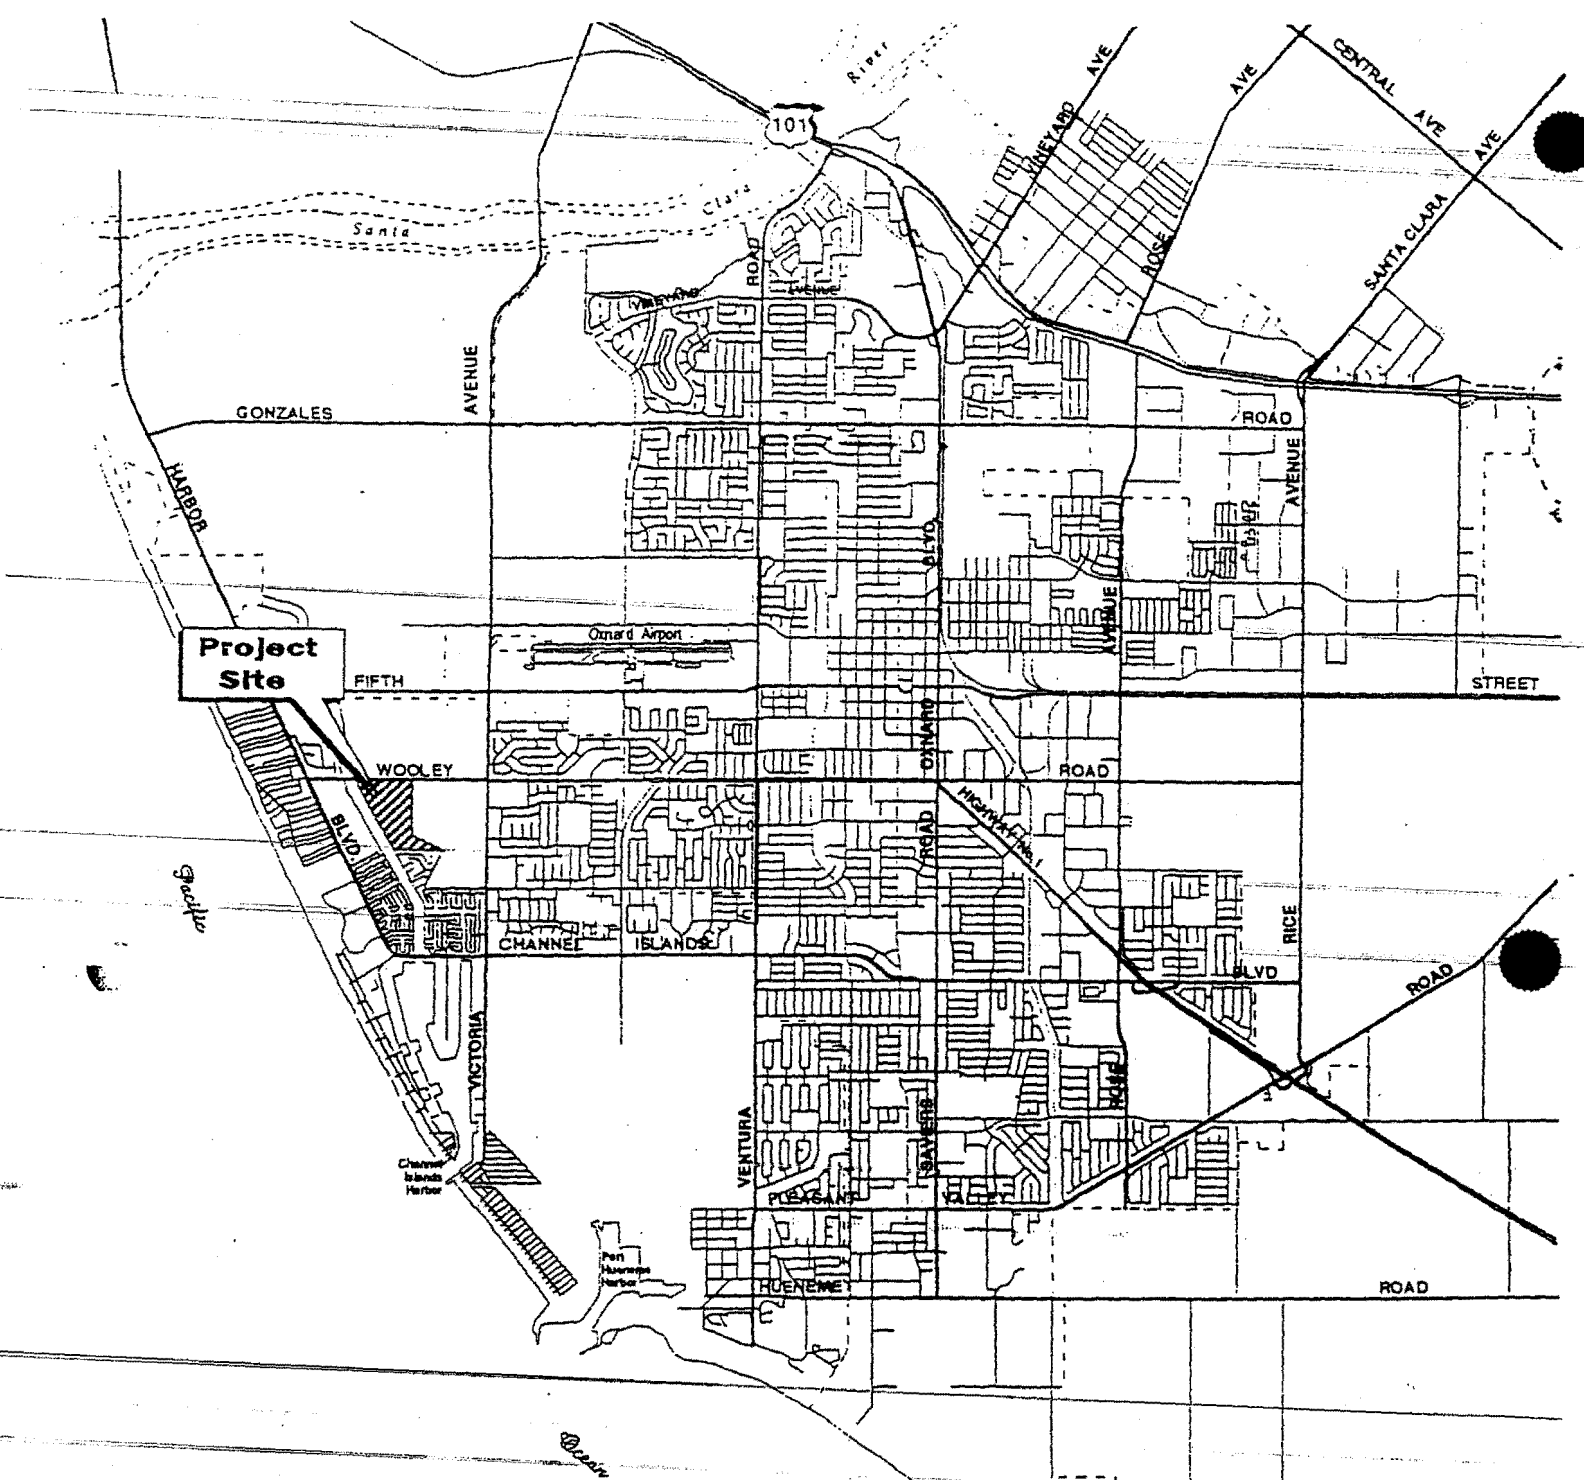 River
101
AVE
VINEYARD
AVE
ROSE
CENTRAL
AVE
AVE
SANTA CLARA
Santa
Clara
ROAD
VINEYARD
AVENUE
AVENUE
GONZALES
ROAD
HARBOR
BLVD.
AVENUE
AVENUE
Oxnard Airport
Project
Site
FIFTH
STREET
OXNARD
WOOLEY
ROAD
HIGHWAY No. 1
BLVD.
ROAD
Pacific
CHANNEL
ISLANDS
BLVD
RICE
ROAD
VICTORIA
ROSE
VENTURA
SAVIERS
Channel
Islands
Harbor
PLEASANT
VALLEY
Port
Hueneme
Harbor
HUENEME
ROAD
Ocean